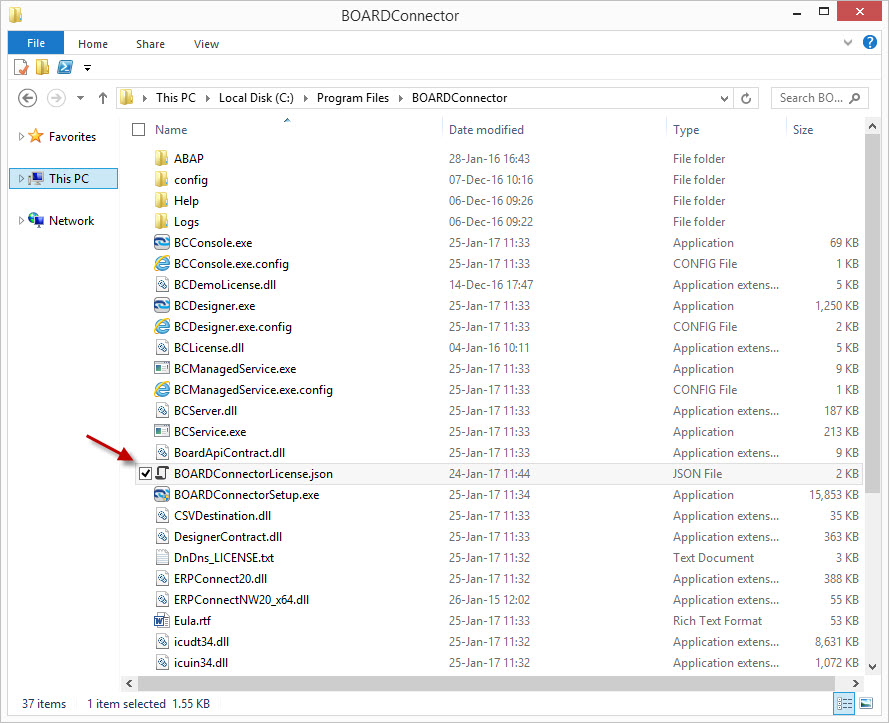 BOARDConnector
File Home Share View
This PC Local Disk (C:) Program Files BOARDConnector Search BO...
Name Date modified Type Size
Favorites
This PC
Network
ABAP 28-Jan-16 16:43 File folder
config 07-Dec-16 10:16 File folder
Help 06-Dec-16 09:26 File folder
Logs 06-Dec-16 09:22 File folder
BCConsole.exe 25-Jan-17 11:33 Application 69 KB
BCConsole.exe.config 25-Jan-17 11:33 CONFIG File 1 KB
BCDemoLicense.dll 14-Dec-16 17:47 Application extens... 5 KB
BCDesigner.exe 25-Jan-17 11:33 Application 1,250 KB
BCDesigner.exe.config 25-Jan-17 11:33 CONFIG File 2 KB
BCLicense.dll 04-Jan-16 10:11 Application extens... 5 KB
BCManagedService.exe 25-Jan-17 11:33 Application 9 KB
BCManagedService.exe.config 25-Jan-17 11:33 CONFIG File 1 KB
BCServer.dll 25-Jan-17 11:33 Application extens... 187 KB
BCService.exe 25-Jan-17 11:33 Application 213 KB
BoardApiContract.dll 25-Jan-17 11:33 Application extens... 9 KB
BOARDConnectorLicense.json 24-Jan-17 11:44 JSON File 2 KB
BOARDConnectorSetup.exe 25-Jan-17 11:34 Application 15,853 KB
CSVDestination.dll 25-Jan-17 11:33 Application extens... 35 KB
DesignerContract.dll 25-Jan-17 11:33 Application extens... 363 KB
DnDns_LICENSE.txt 25-Jan-17 11:32 Text Document 3 KB
ERPConnect20.dll 25-Jan-17 11:32 Application extens... 388 KB
ERPConnectNW20_x64.dll 26-Jan-15 12:02 Application extens... 55 KB
Eula.rtf 25-Jan-17 11:33 Rich Text Format 53 KB
icudt34.dll 25-Jan-17 11:32 Application extens... 8,631 KB
icuin34.dll 25-Jan-17 11:32 Application extens... 1,072 KB
37 items 1 item selected 1.55 KB